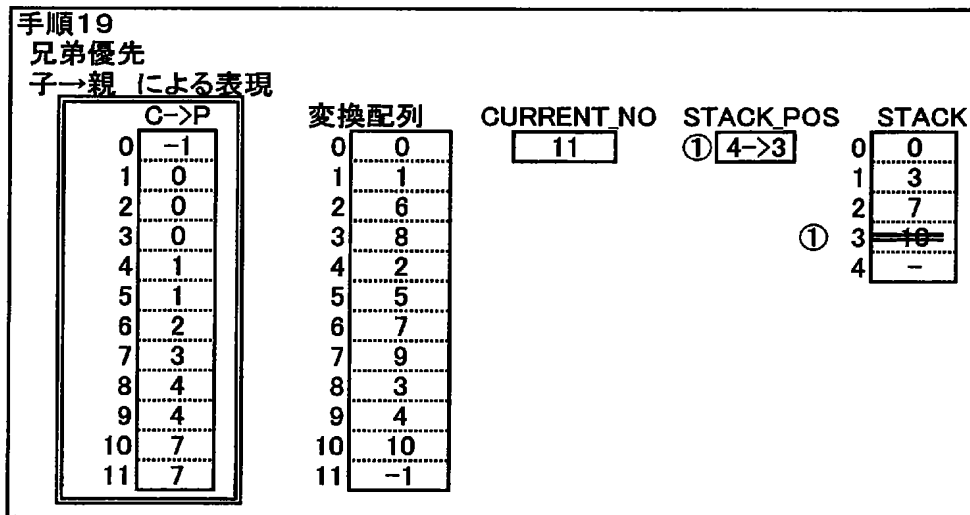 手順19
兄弟優先
子→親 による表現
C->P 変換配列 CURRENT_NO STACK_POS STACK
0 -1 0 0 11 ① 4->3 0 0
1 0 1 1 1 3
2 0 2 6 2 7
3 0 3 8 ① 3 10
4 1 4 2 4 -
5 1 5 5
6 2 6 7
7 3 7 9
8 4 8 3
9 4 9 4
10 7 10 10
11 7 11 -1